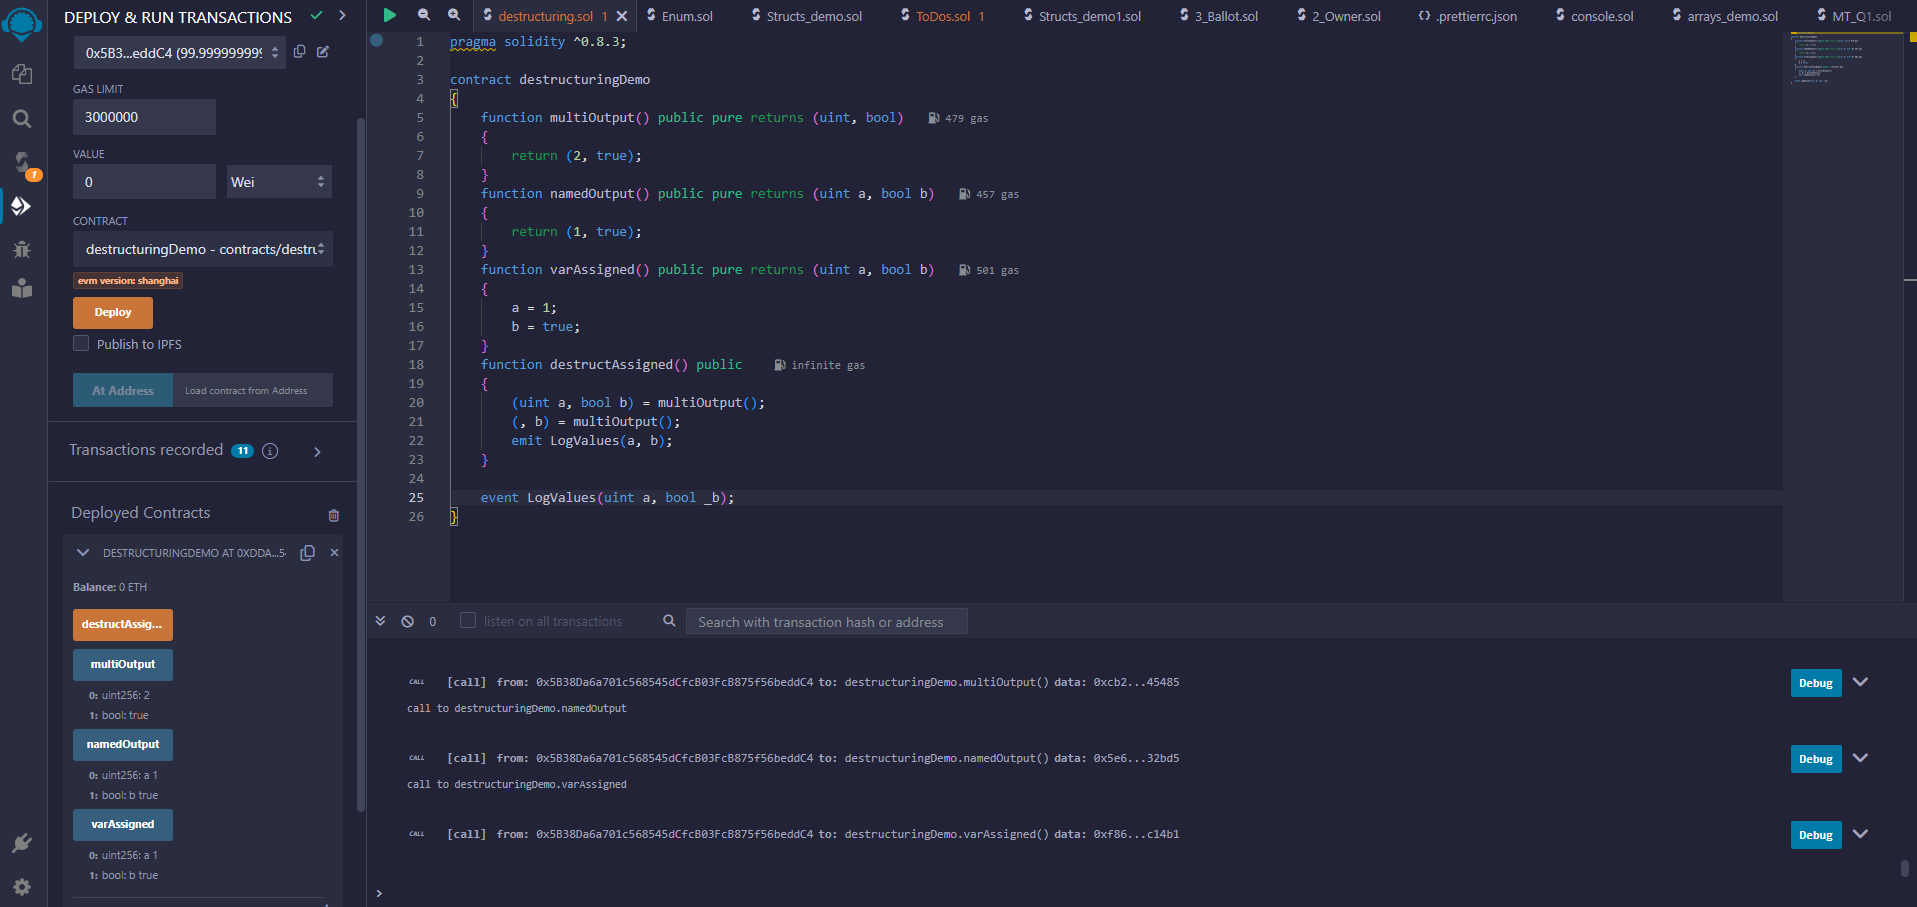 DEPLOY & RUN TRANSACTIONS
0x5B3...eddC4 (99.999999999
GAS LIMIT
3000000
VALUE
0
Wei
CONTRACT
destructuringDemo - contracts/destru
evm version: shanghai
Deploy
Publish to IPFS
At Address
Load contract from Address
Transactions recorded 11 i
Deployed Contracts
DESTRUCTURINGDEMO AT 0XDDA...5
Balance: 0 ETH
destructAssig...
multiOutput
0: uint256: 2
1: bool: true
namedOutput
0: uint256: a 1
1: bool: b true
varAssigned
0: uint256: a 1
1: bool: b true
1
destructuring.sol 1
Enum.sol
Structs_demo.sol
ToDos.sol 1
Structs_demo1.sol
3_Ballot.sol
2_Owner.sol
.prettierrc.json
console.sol
arrays_demo.sol
MT_Q1.sol
1 pragma solidity ^0.8.3;
2
3 contract destructuringDemo
4 {
5 function multiOutput() public pure returns (uint, bool) 479 gas
6 {
7 return (2, true);
8 }
9 function namedOutput() public pure returns (uint a, bool b) 457 gas
10 {
11 return (1, true);
12 }
13 function varAssigned() public pure returns (uint a, bool b) 501 gas
14 {
15 a = 1;
16 b = true;
17 }
18 function destructAssigned() public infinite gas
19 {
20 (uint a, bool b) = multiOutput();
21 (, b) = multiOutput();
22 emit LogValues(a, b);
23 }
24
25 event LogValues(uint a, bool _b);
26 }
0
listen on all transactions
Search with transaction hash or address
CALL [call] from: 0x5B38Da6a701c568545dCfcB03FcB875f56beddC4 to: destructuringDemo.multiOutput() data: 0xcb2...45485
Debug
call to destructuringDemo.namedOutput
CALL [call] from: 0x5B38Da6a701c568545dCfcB03FcB875f56beddC4 to: destructuringDemo.namedOutput() data: 0x5e6...32bd5
Debug
call to destructuringDemo.varAssigned
CALL [call] from: 0x5B38Da6a701c568545dCfcB03FcB875f56beddC4 to: destructuringDemo.varAssigned() data: 0xf86...c14b1
Debug
>